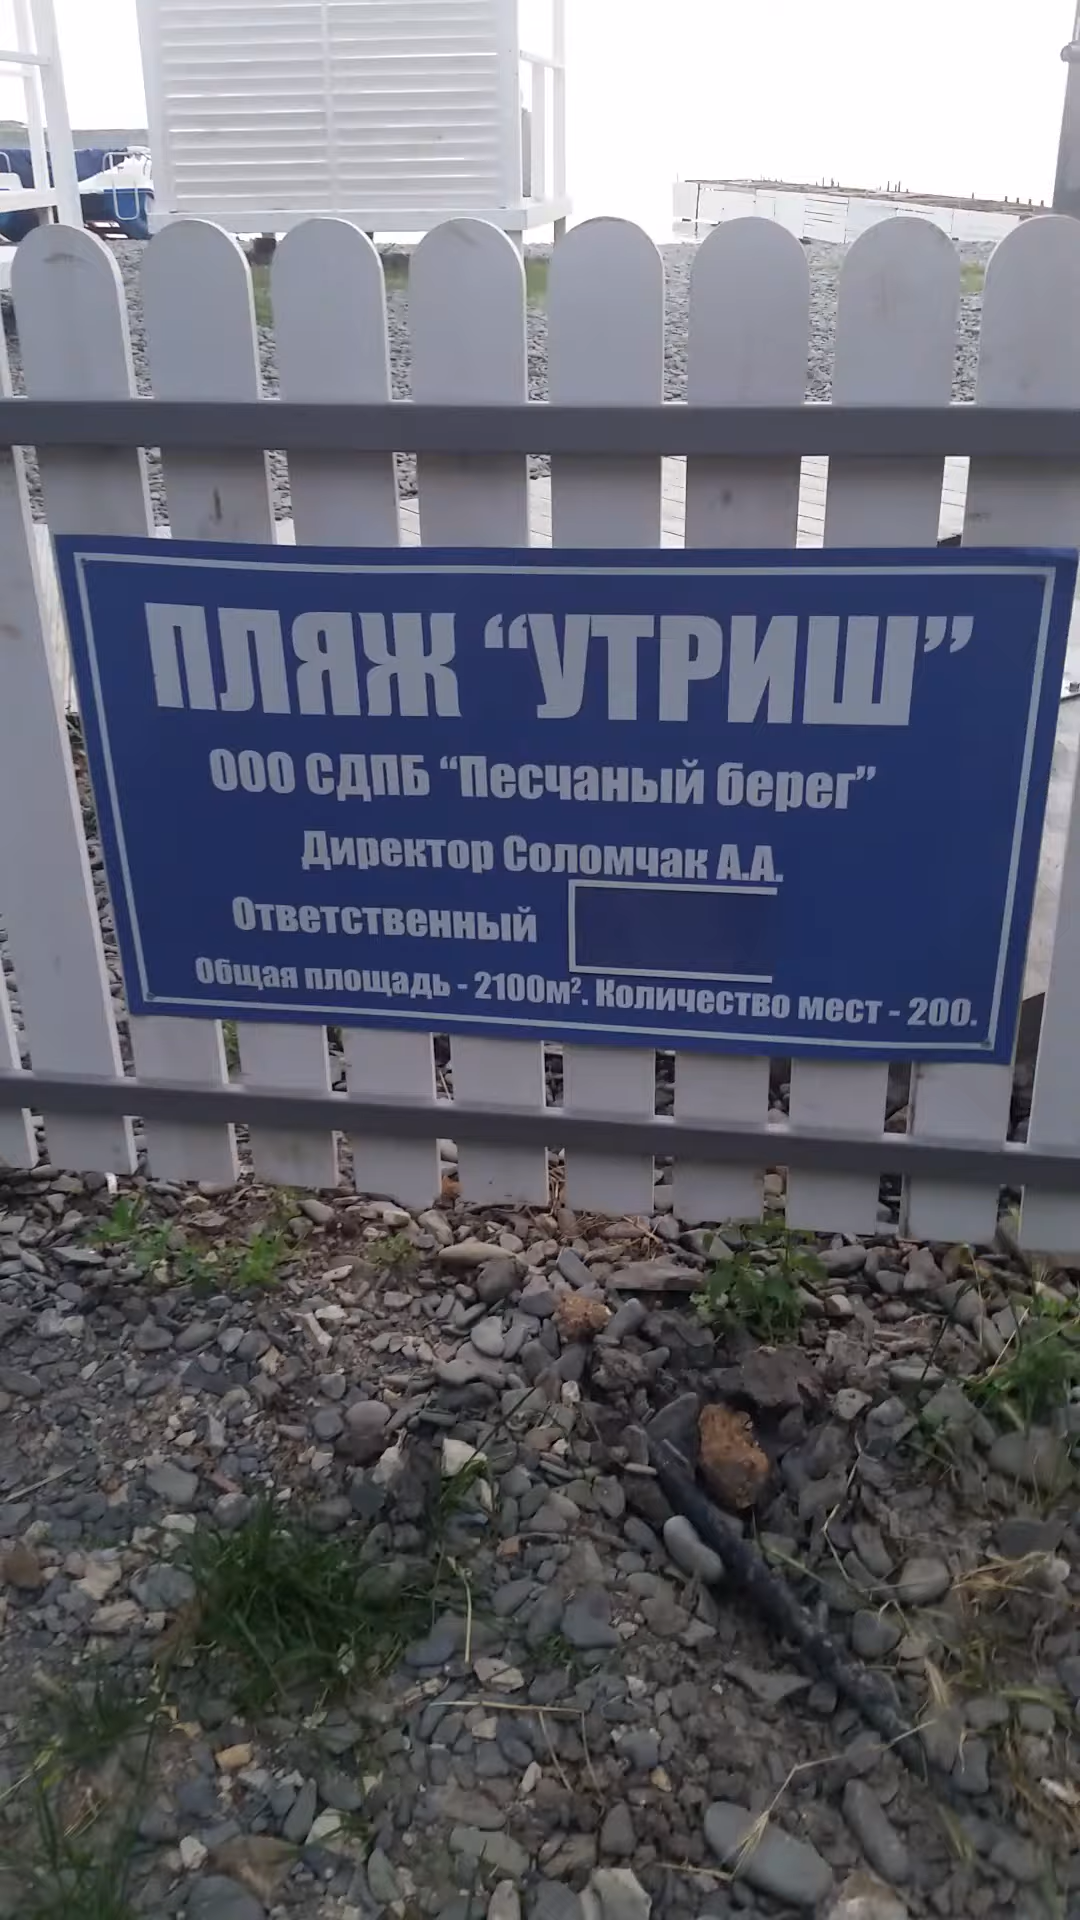 ПЛЯЖ “УТРИШ”
ООО СДПБ “Песчаный берег”
Директор Соломчак А.А.
Ответственный
Общая площадь - 2100м². Количество мест - 200.